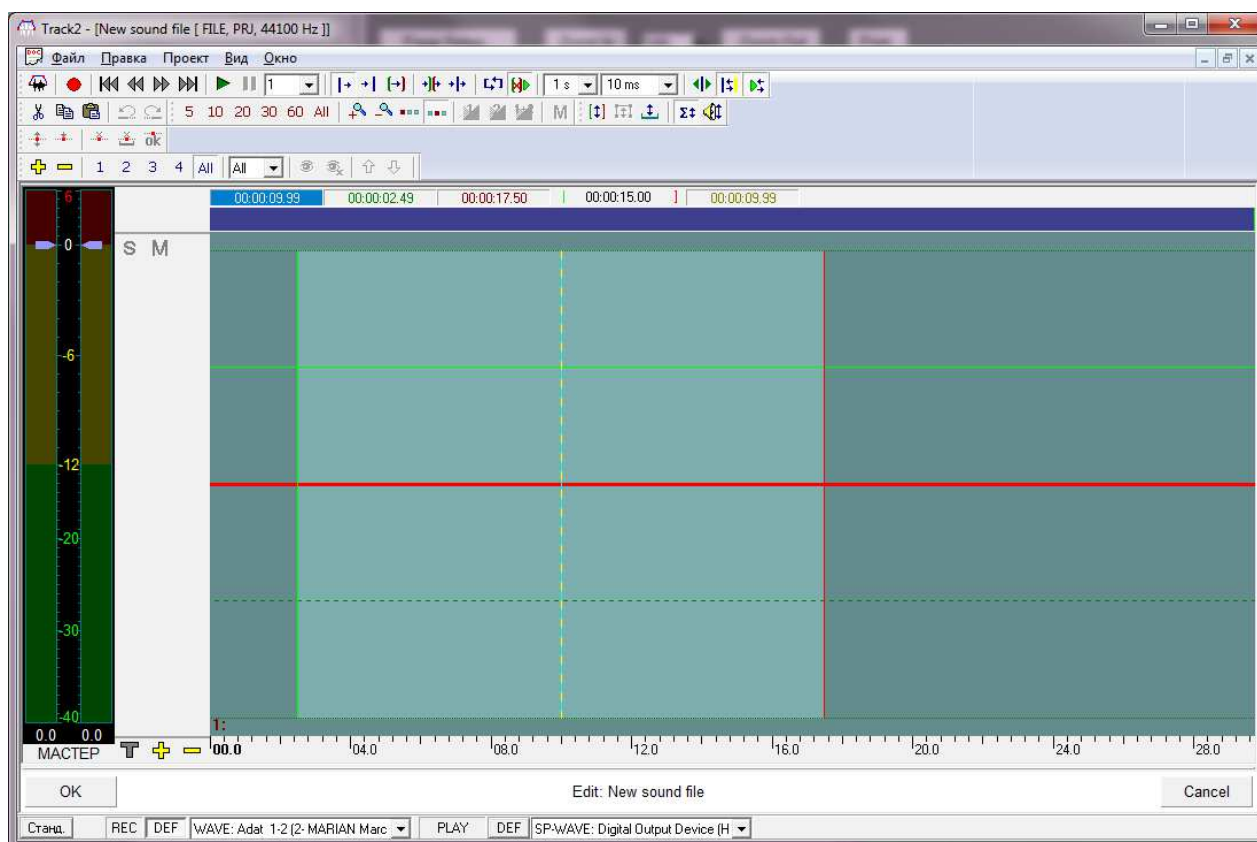 Track2 - [New sound file [ FILE, PRJ, 44100 Hz ]]
Файл Правка Проект Вид Окно
1 1 s 10 ms
5 10 20 30 60 All M
ok
1 2 3 4 All All
00:00:09.99 00:00:02.49 00:00:17.50 00:00:15.00 ] 00:00:09.99
6
0 S M
-6
-12
-20
-30
-40
1:
0.0 0.0
МАСТЕР 00.0 04.0 08.0 12.0 16.0 20.0 24.0 28.0
OK Edit: New sound file Cancel
Станд. REC DEF WAVE: Adat 1-2 (2- MARIAN Marc PLAY DEF SP-WAVE: Digital Output Device (H